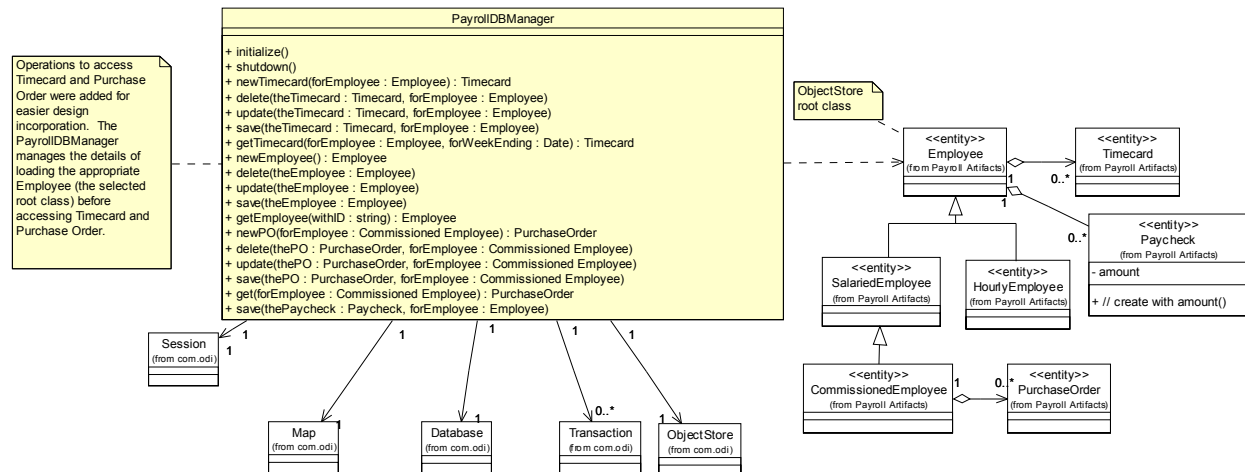 PayrollDBManager
+ initialize()
+ shutdown()
+ newTimecard(forEmployee : Employee) : Timecard
+ delete(theTimecard : Timecard, forEmployee : Employee)
+ update(theTimecard : Timecard, forEmployee : Employee)
+ save(theTimecard : Timecard, forEmployee : Employee)
+ getTimecard(forEmployee : Employee, forWeekEnding : Date) : Timecard
+ newEmployee() : Employee
+ delete(theEmployee : Employee)
+ update(theEmployee : Employee)
+ save(theEmployee : Employee)
+ getEmployee(withID : string) : Employee
+ newPO(forEmployee : Commissioned Employee) : PurchaseOrder
+ delete(thePO : PurchaseOrder, forEmployee : Commissioned Employee)
+ update(thePO : PurchaseOrder, forEmployee : Commissioned Employee)
+ save(thePO : PurchaseOrder, forEmployee : Commissioned Employee)
+ get(forEmployee : Commissioned Employee) : PurchaseOrder
+ save(thePaycheck : Paycheck, forEmployee : Employee)
Operations to access
Timecard and Purchase
Order were added for
easier design
incorporation. The
PayrollDBManager
manages the details of
loading the appropriate
Employee (the selected
root class) before
accessing Timecard and
Purchase Order.
ObjectStore
root class
<<entity>>
Employee
(from Payroll Artifacts)
1
0..*
<<entity>>
Timecard
(from Payroll Artifacts)
1
0..*
<<entity>>
Paycheck
(from Payroll Artifacts)
- amount
+ // create with amount()
<<entity>>
SalariedEmployee
(from Payroll Artifacts)
<<entity>>
HourlyEmployee
(from Payroll Artifacts)
<<entity>>
CommissionedEmployee
(from Payroll Artifacts)
1
0..*
<<entity>>
PurchaseOrder
(from Payroll Artifacts)
1
1
1
1
1
Session
(from com.odi)
1
Map
(from com.odi)
1
Database
(from com.odi)
1
Transaction
(from com.odi)
0..*
ObjectStore
(from com.odi)
1